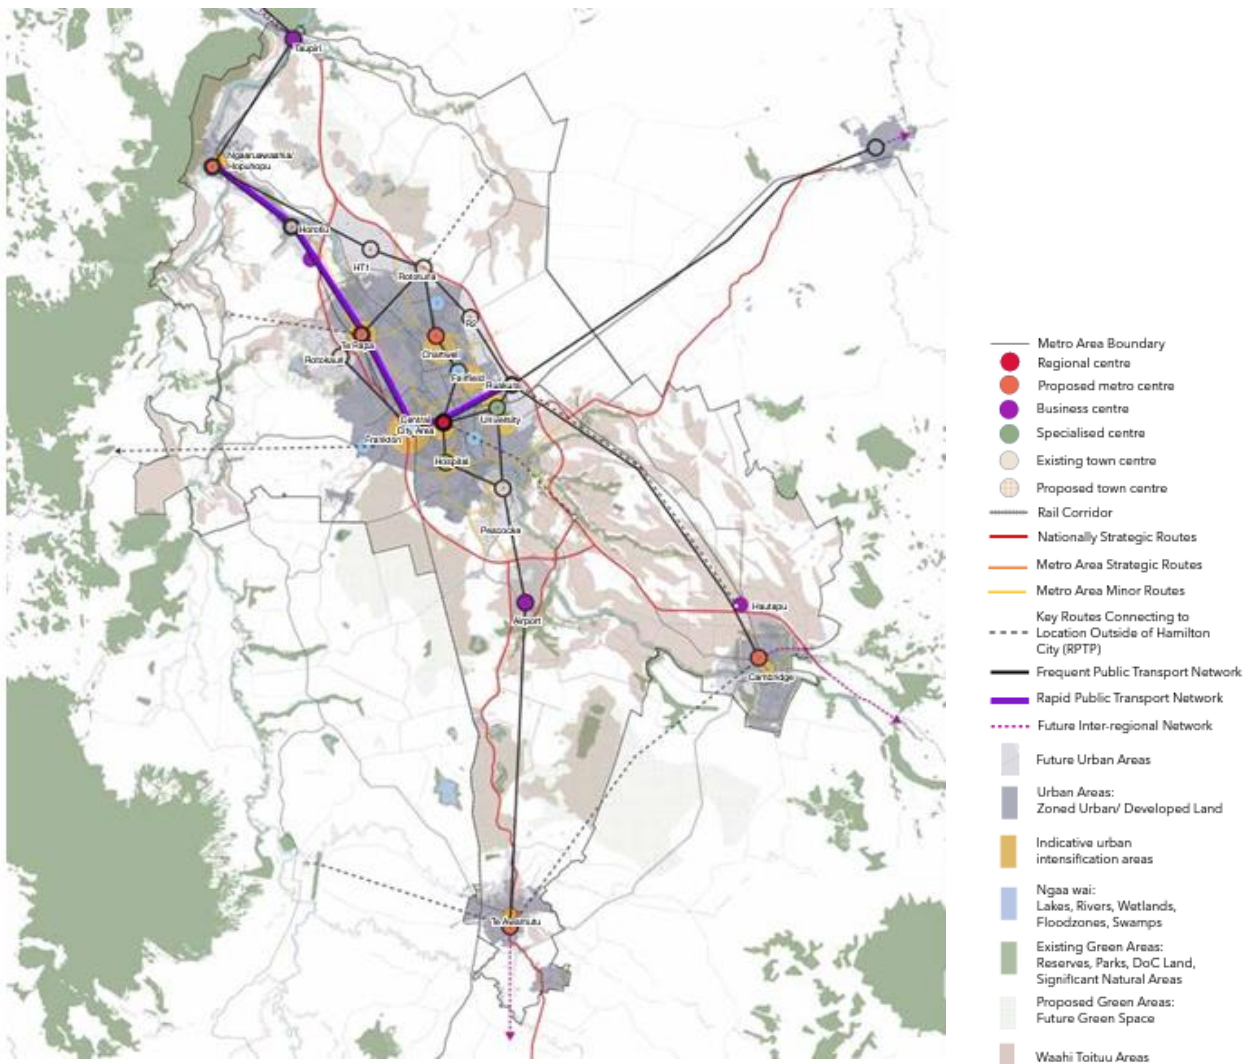 Taupiri
Ngaaruawaahia/
Hopuhopu
Horotiu
HT1
Rototuna
R2
Te Rapa
Chartwell
Rotokauri
Fairfield
Ruakura
Central
City Area
University
Frankton
Hospital
Peacocke
Airport
Hautapu
Cambridge
Te Awamutu
Metro Area Boundary
Regional centre
Proposed metro centre
Business centre
Specialised centre
Existing town centre
Proposed town centre
Rail Corridor
Nationally Strategic Routes
Metro Area Strategic Routes
Metro Area Minor Routes
Key Routes Connecting to
Location Outside of Hamilton
City (RPTP)
Frequent Public Transport Network
Rapid Public Transport Network
Future Inter-regional Network
Future Urban Areas
Urban Areas:
Zoned Urban/ Developed Land
Indicative urban
intensification areas
Ngaa wai:
Lakes, Rivers, Wetlands,
Floodzones, Swamps
Existing Green Areas:
Reserves, Parks, DoC Land,
Significant Natural Areas
Proposed Green Areas:
Future Green Space
Waahi Toituu Areas